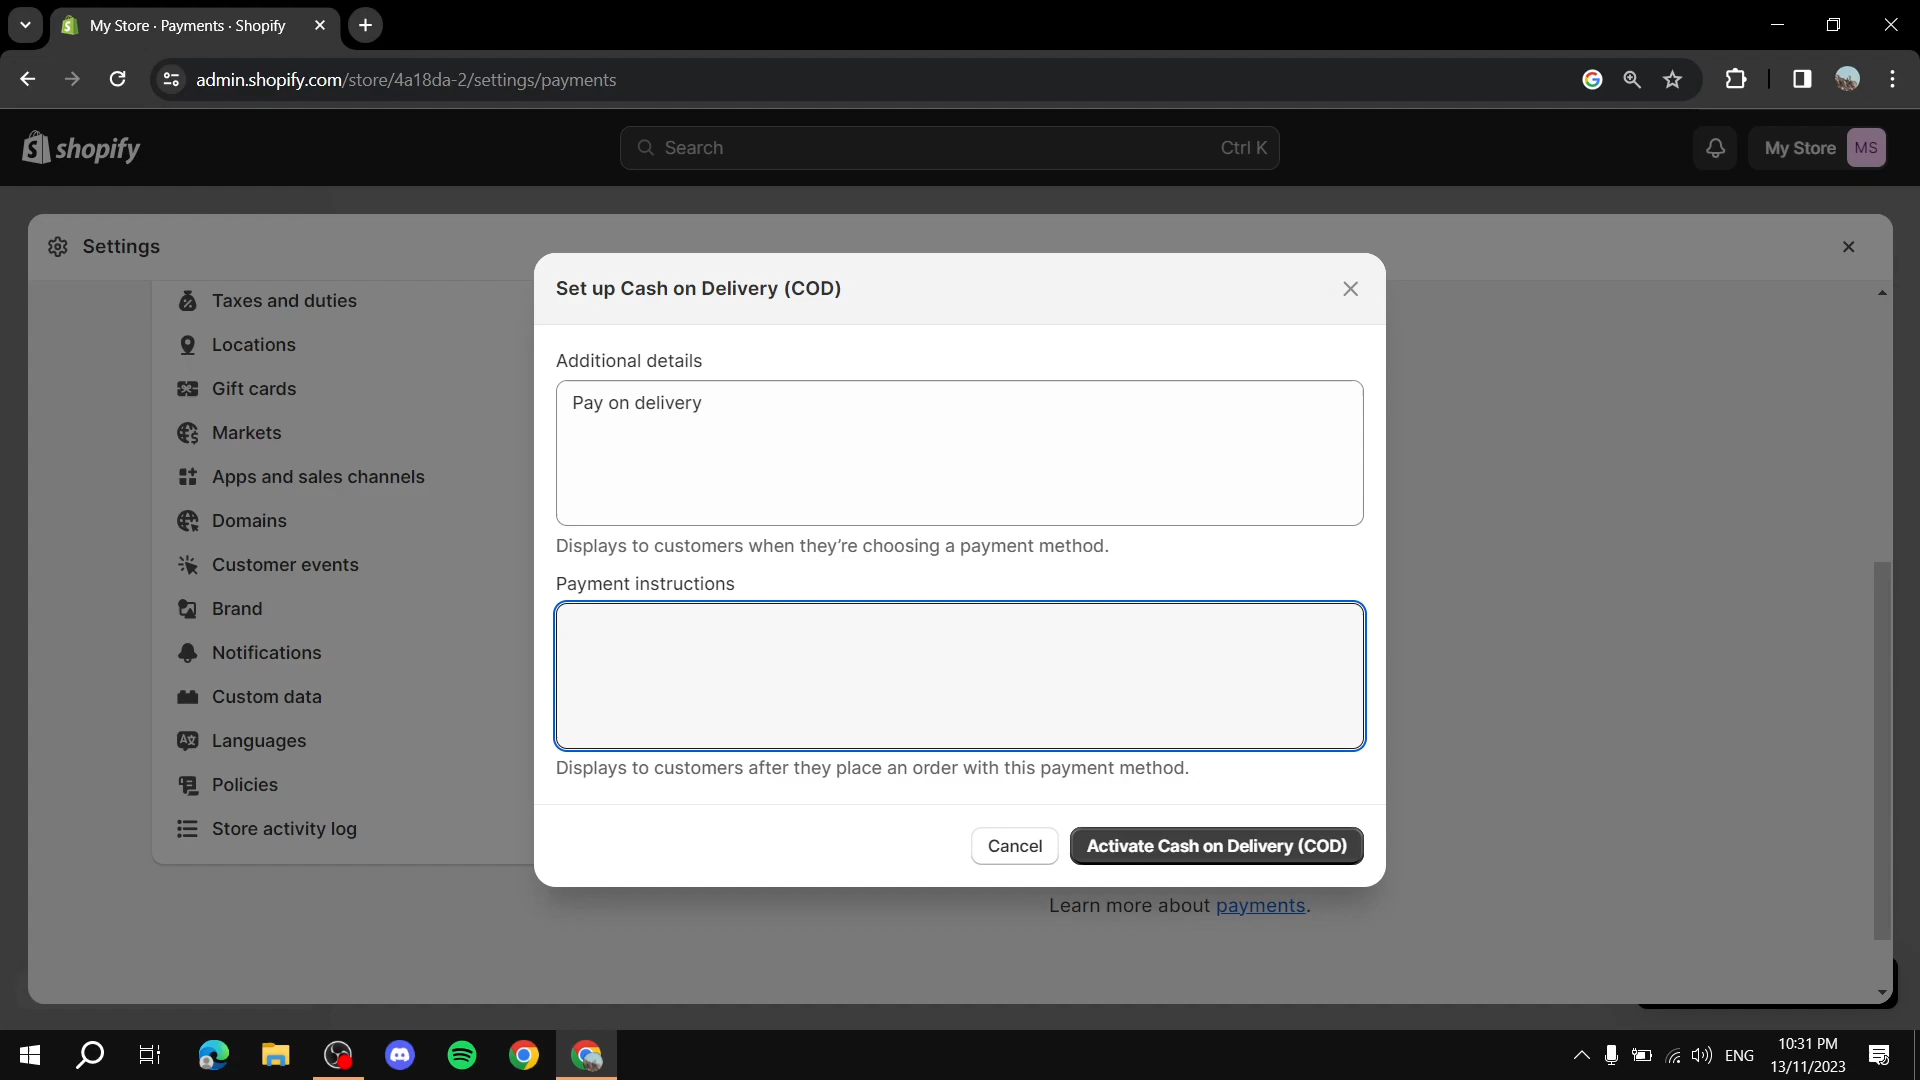 My Store · Payments · Shopify
admin.shopify.com/store/4a18da-2/settings/payments
shopify
Search
Ctrl K
My Store
MS
Settings
Taxes and duties
Locations
Gift cards
Markets
Apps and sales channels
Domains
Customer events
Brand
Notifications
Custom data
Languages
Policies
Store activity log
Set up Cash on Delivery (COD)
Additional details
Pay on delivery
Displays to customers when they’re choosing a payment method.
Payment instructions
Displays to customers after they place an order with this payment method.
Cancel
Activate Cash on Delivery (COD)
Learn more about payments.
ENG
10:31 PM
13/11/2023